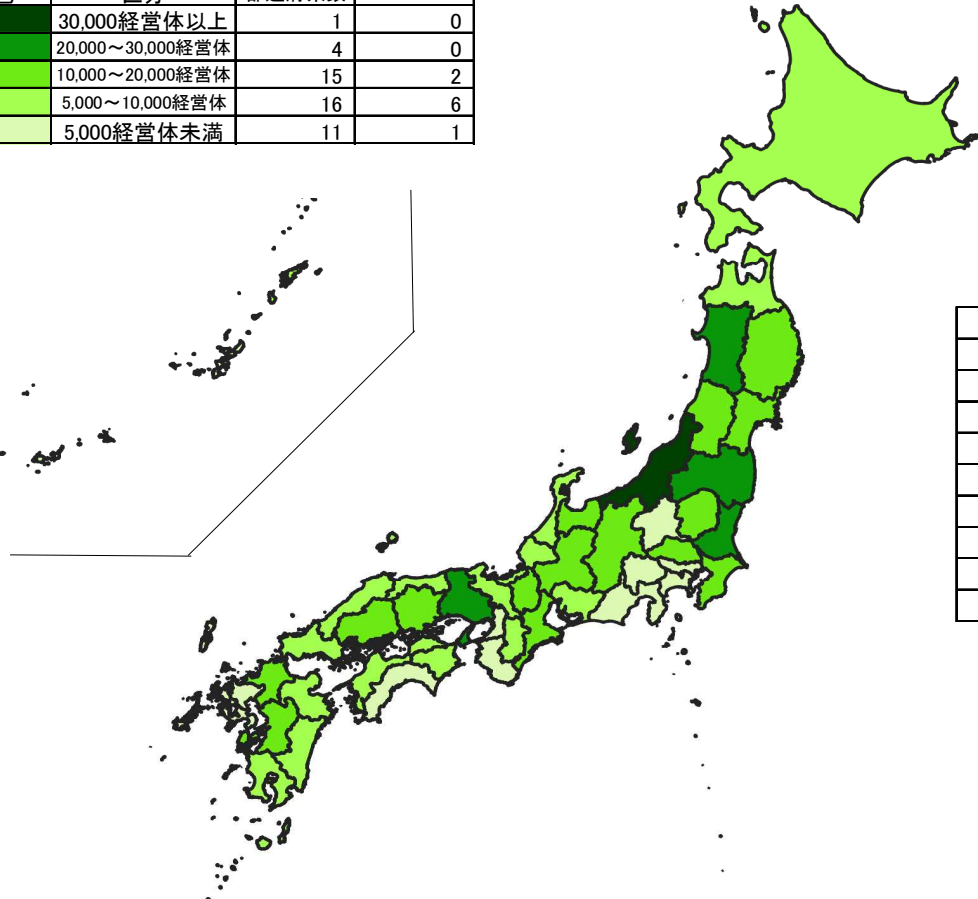 30,000経営体以上 1 0
20,000～30,000経営体 4 0
10,000～20,000経営体 15 2
5,000～10,000経営体 16 6
5,000経営体未満 11 1